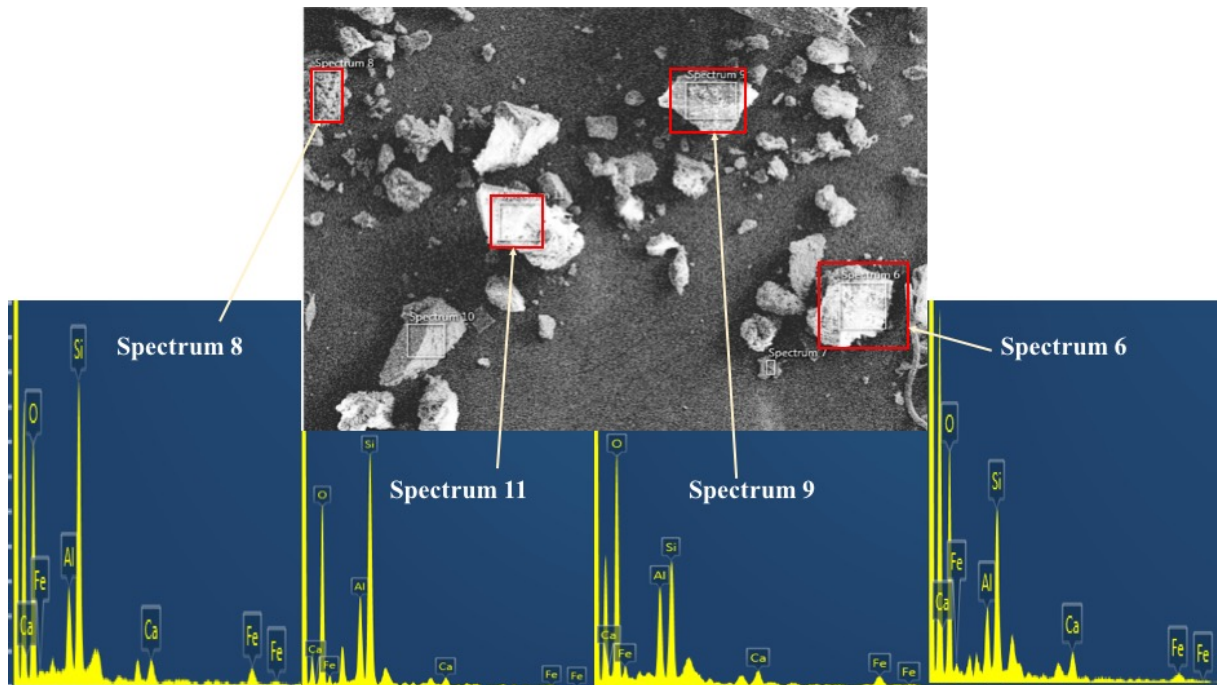 Spectrum 8
Spectrum 5
Spectrum 6
Spectrum 10
Spectrum 7
Spectrum 8
Si
O
Fe
Al
Ca
Ca
Fe
Fe
Spectrum 11
Si
O
Al
Ca
Fe
Ca
Fe
Fe
Spectrum 9
O
Si
Al
Ca
Fe
Ca
Fe
Fe
Spectrum 6
O
Si
Fe
Al
Ca
Ca
Fe
Fe